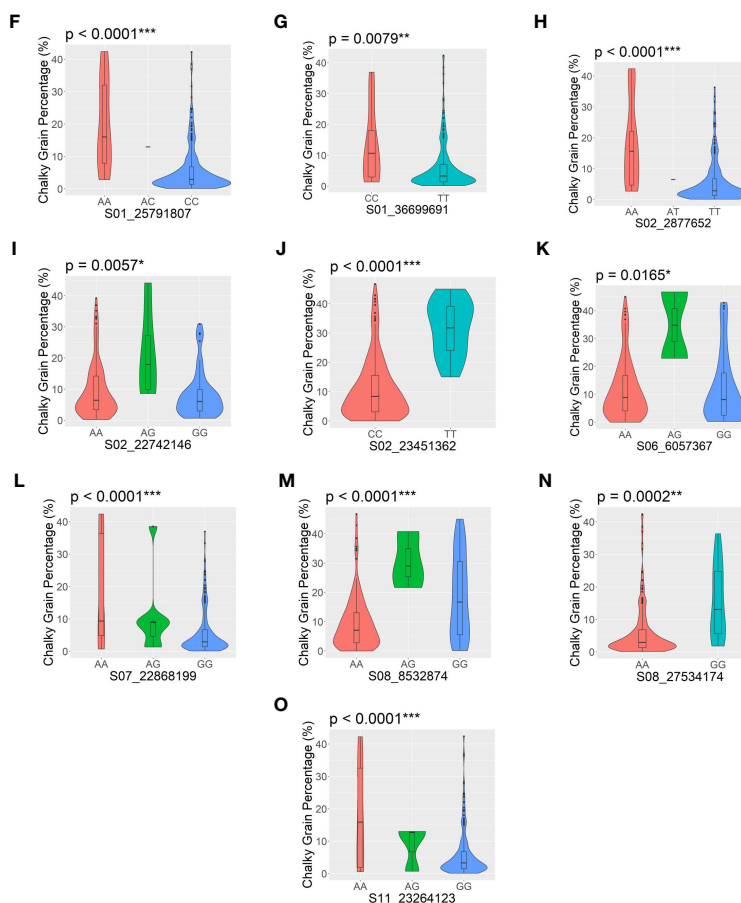 F
p < 0.0001***
Chalky Grain Percentage (%)
40
30
20
10
0
AA AC CC
S01_25791807
G
p = 0.0079**
Chalky Grain Percentage (%)
40
30
20
10
0
CC TT
S01_36699691
H
p < 0.0001***
Chalky Grain Percentage (%)
40
30
20
10
0
AA AT TT
S02_2877652
I
p = 0.0057*
Chalky Grain Percentage (%)
40
30
20
10
0
AA AG GG
S02_22742146
J
p < 0.0001***
Chalky Grain Percentage (%)
40
30
20
10
0
CC TT
S02_23451362
K
p = 0.0165*
Chalky Grain Percentage (%)
40
30
20
10
0
AA AG GG
S06_6057367
L
p < 0.0001***
Chalky Grain Percentage (%)
40
30
20
10
0
AA AG GG
S07_22868199
M
p < 0.0001***
Chalky Grain Percentage (%)
40
30
20
10
0
AA AG GG
S08_8532874
N
p = 0.0002**
Chalky Grain Percentage (%)
40
30
20
10
0
AA GG
S08_27534174
O
p < 0.0001***
Chalky Grain Percentage (%)
40
30
20
10
0
AA AG GG
S11_23264123